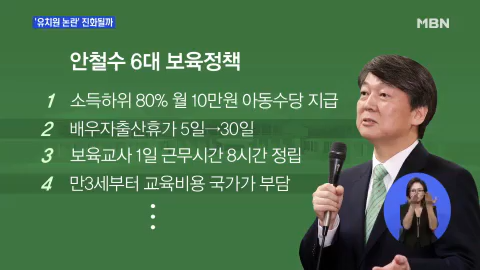 '유치원 논란' 진화될까
MBN
안철수 6대 보육정책
1 소득하위 80% 월 10만원 아동수당 지급
2 배우자출산휴가 5일→30일
3 보육교사 1일 근무시간 8시간 정립
4 만3세부터 교육비용 국가가 부담
⋮